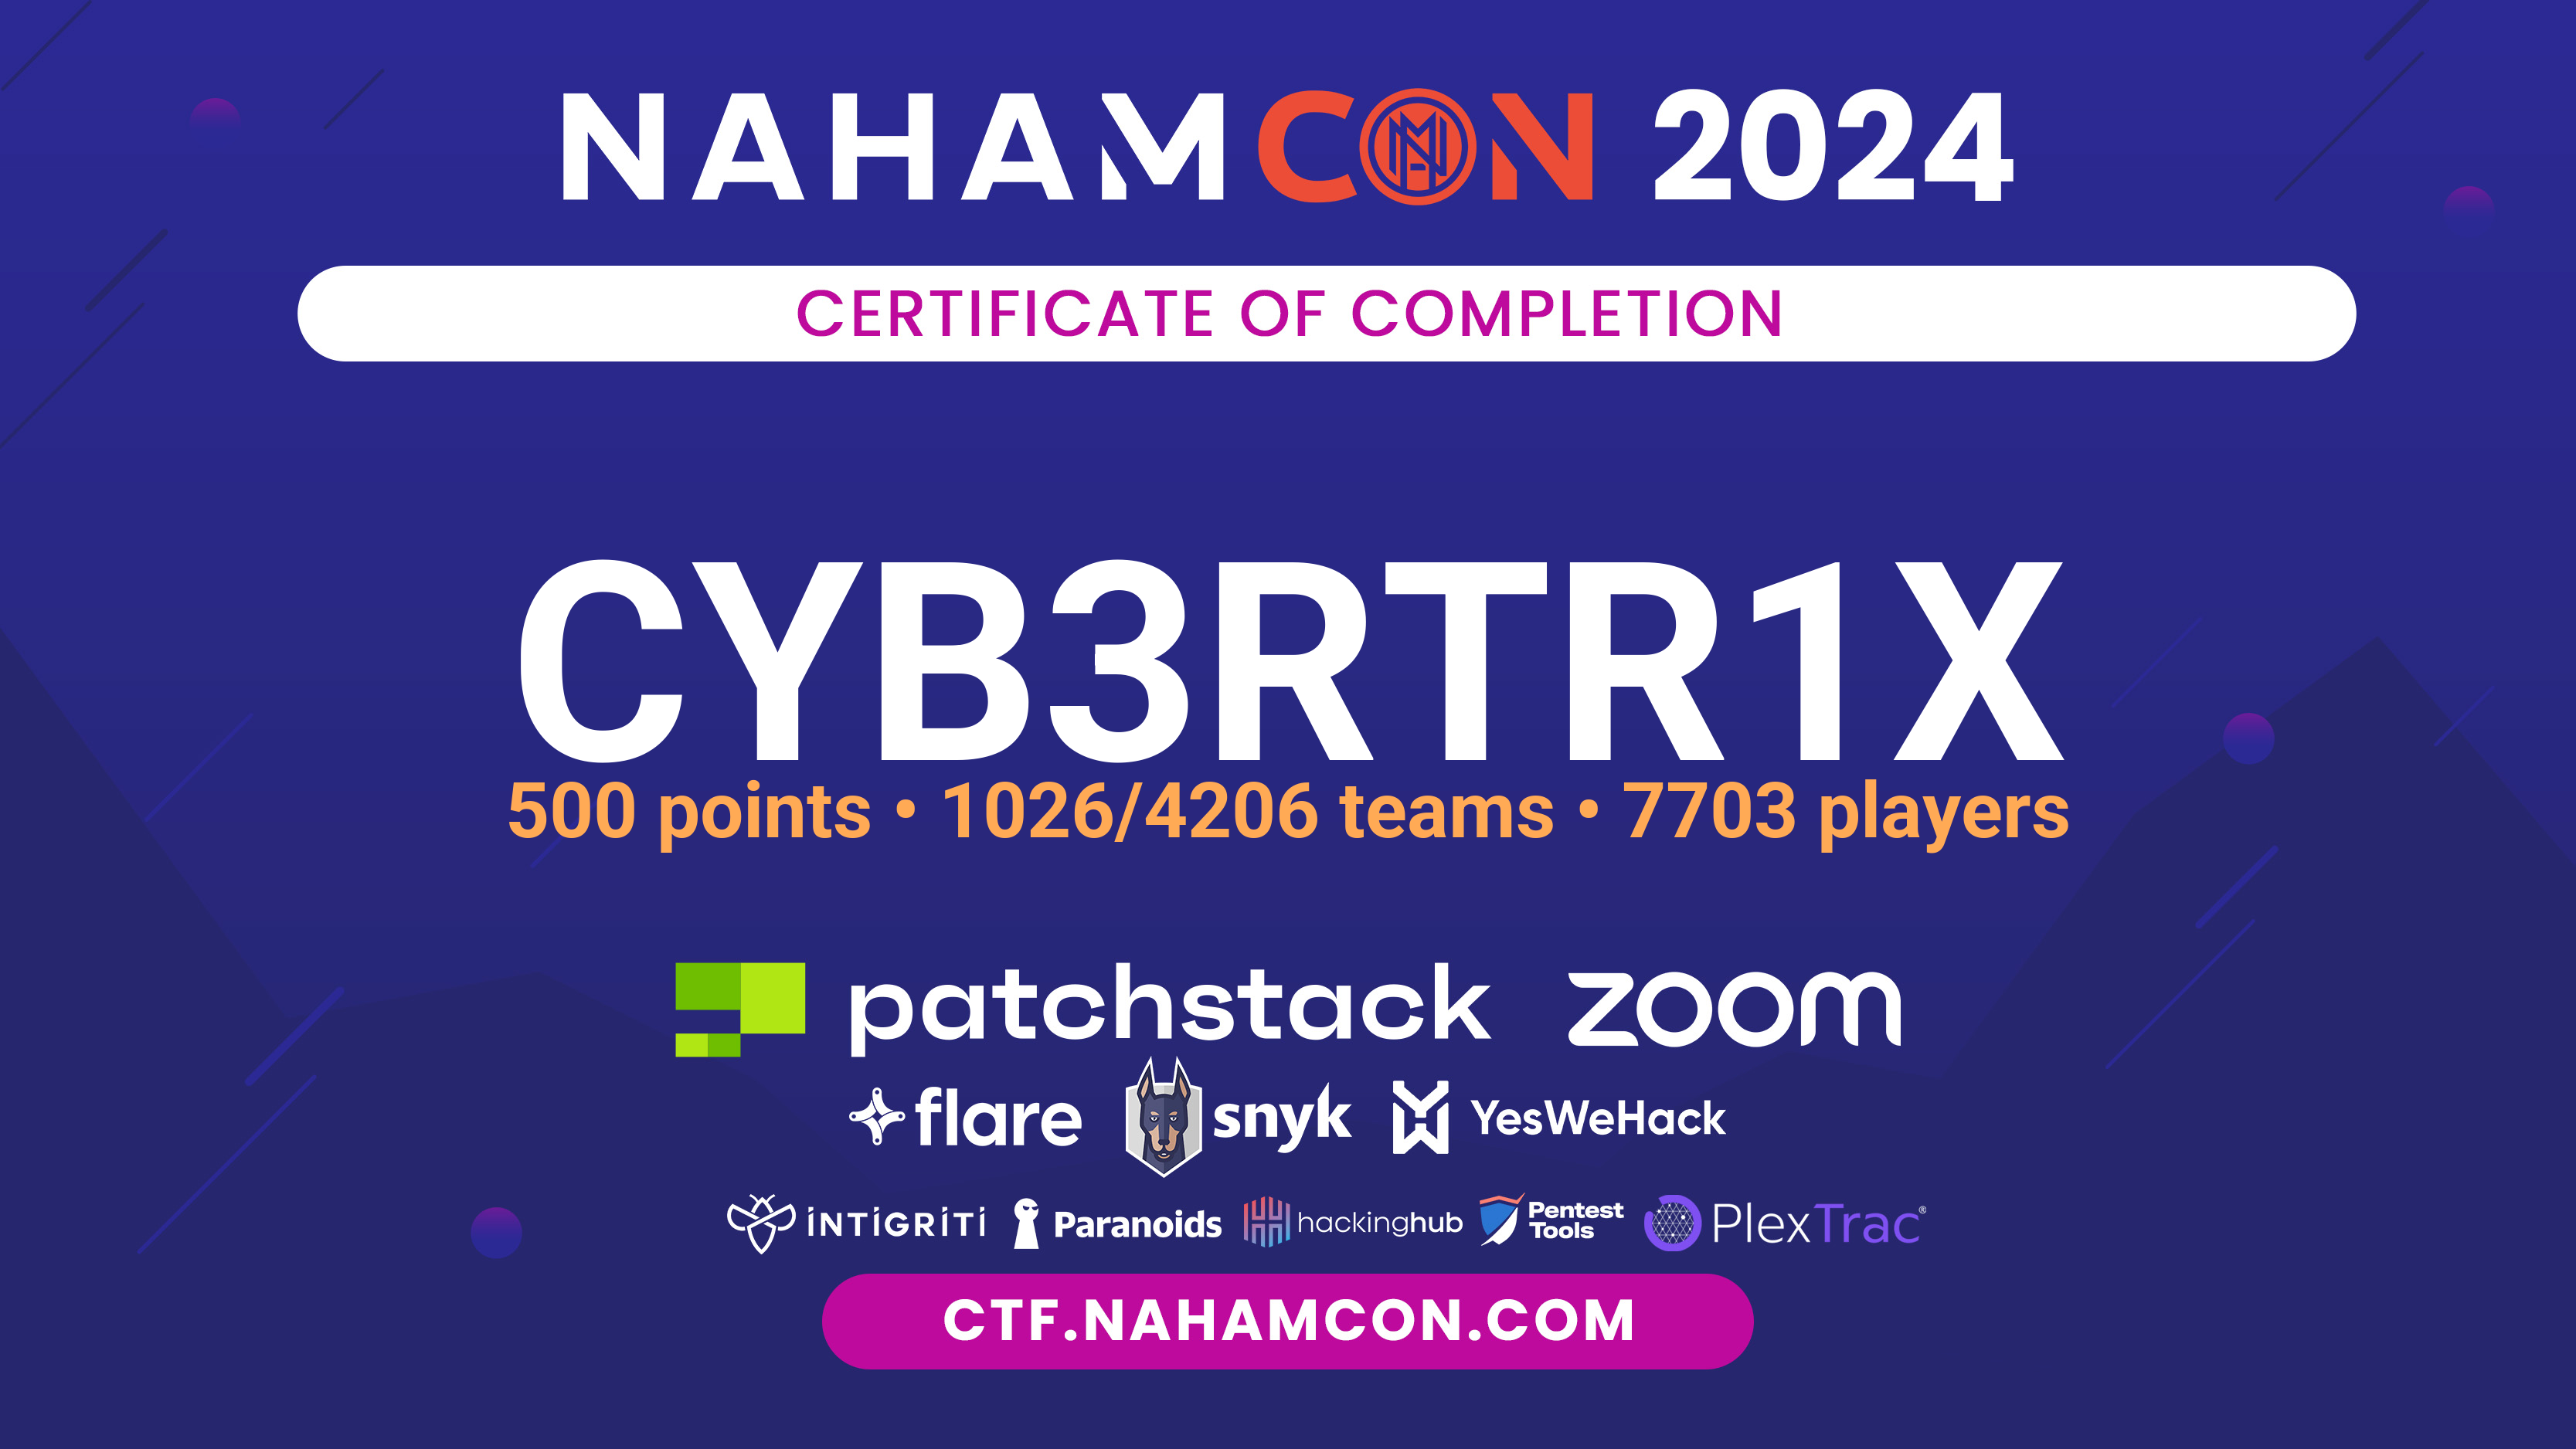 NAHAMCON 2024
CERTIFICATE OF COMPLETION
CYB3RTR1X
500 points • 1026/4206 teams • 7703 players
patchstack zoom
flare snyk YesWeHack
INTIGRITI Paranoids hackinghub Pentest Tools PlexTrac®
CTF.NAHAMCON.COM